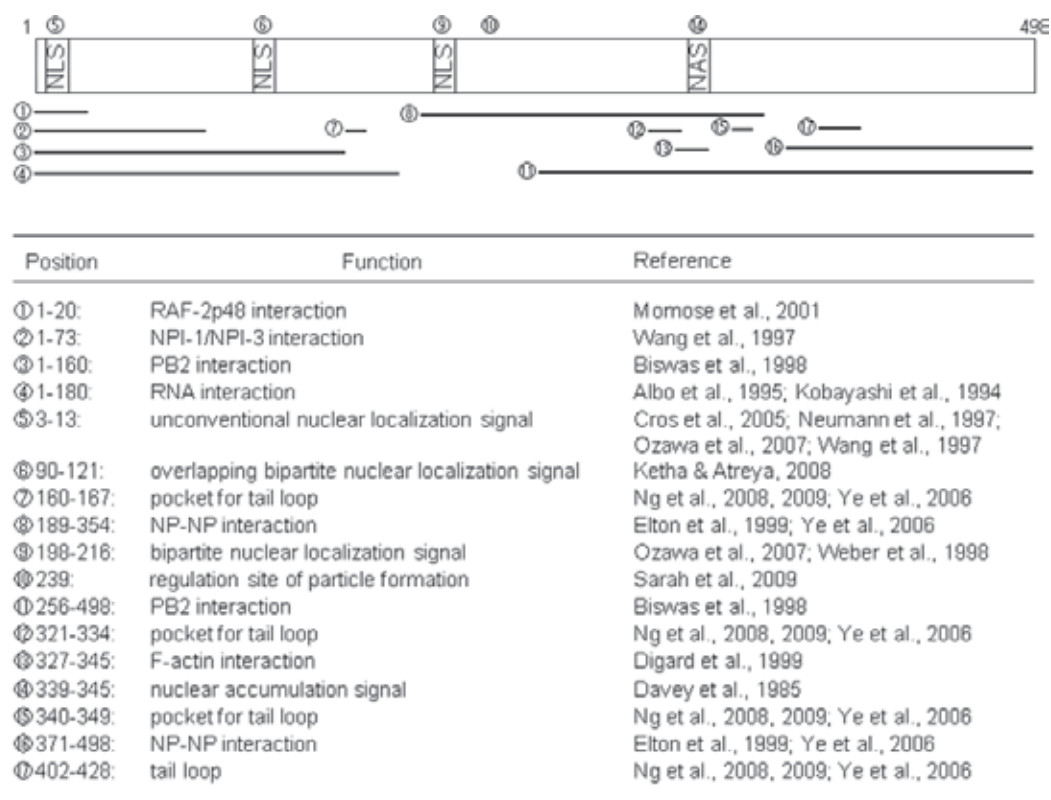 1 ⑤ ⑥ ⑨ ⑩ ⑭ 498
NLS NLS NLS NAS
①
⑧
② ⑦ ⑫ ⑮ ⑰
③ ⑬ ⑯
④ ⑪
Position Function Reference
①1-20: RAF-2p48 interaction Momose et al., 2001
②1-73: NPI-1/NPI-3 interaction Wang et al., 1997
③1-160: PB2 interaction Biswas et al., 1998
④1-180: RNA interaction Albo et al., 1995; Kobayashi et al., 1994
⑤3-13: unconventional nuclear localization signal Cros et al., 2005; Neumann et al., 1997;
Ozawa et al., 2007; Wang et al., 1997
⑥90-121: overlapping bipartite nuclear localization signal Ketha & Atreya, 2008
⑦160-167: pocket for tail loop Ng et al., 2008, 2009; Ye et al., 2006
⑧189-354: NP-NP interaction Elton et al., 1999; Ye et al., 2006
⑨198-216: bipartite nuclear localization signal Ozawa et al., 2007; Weber et al., 1998
⑩239: regulation site of particle formation Sarah et al., 2009
⑪256-498: PB2 interaction Biswas et al., 1998
⑫321-334: pocket for tail loop Ng et al., 2008, 2009; Ye et al., 2006
⑬327-345: F-actin interaction Digard et al., 1999
⑭339-345: nuclear accumulation signal Davey et al., 1985
⑮340-349: pocket for tail loop Ng et al., 2008, 2009; Ye et al., 2006
⑯371-498: NP-NP interaction Elton et al., 1999; Ye et al., 2006
⑰402-428: tail loop Ng et al., 2008, 2009; Ye et al., 2006